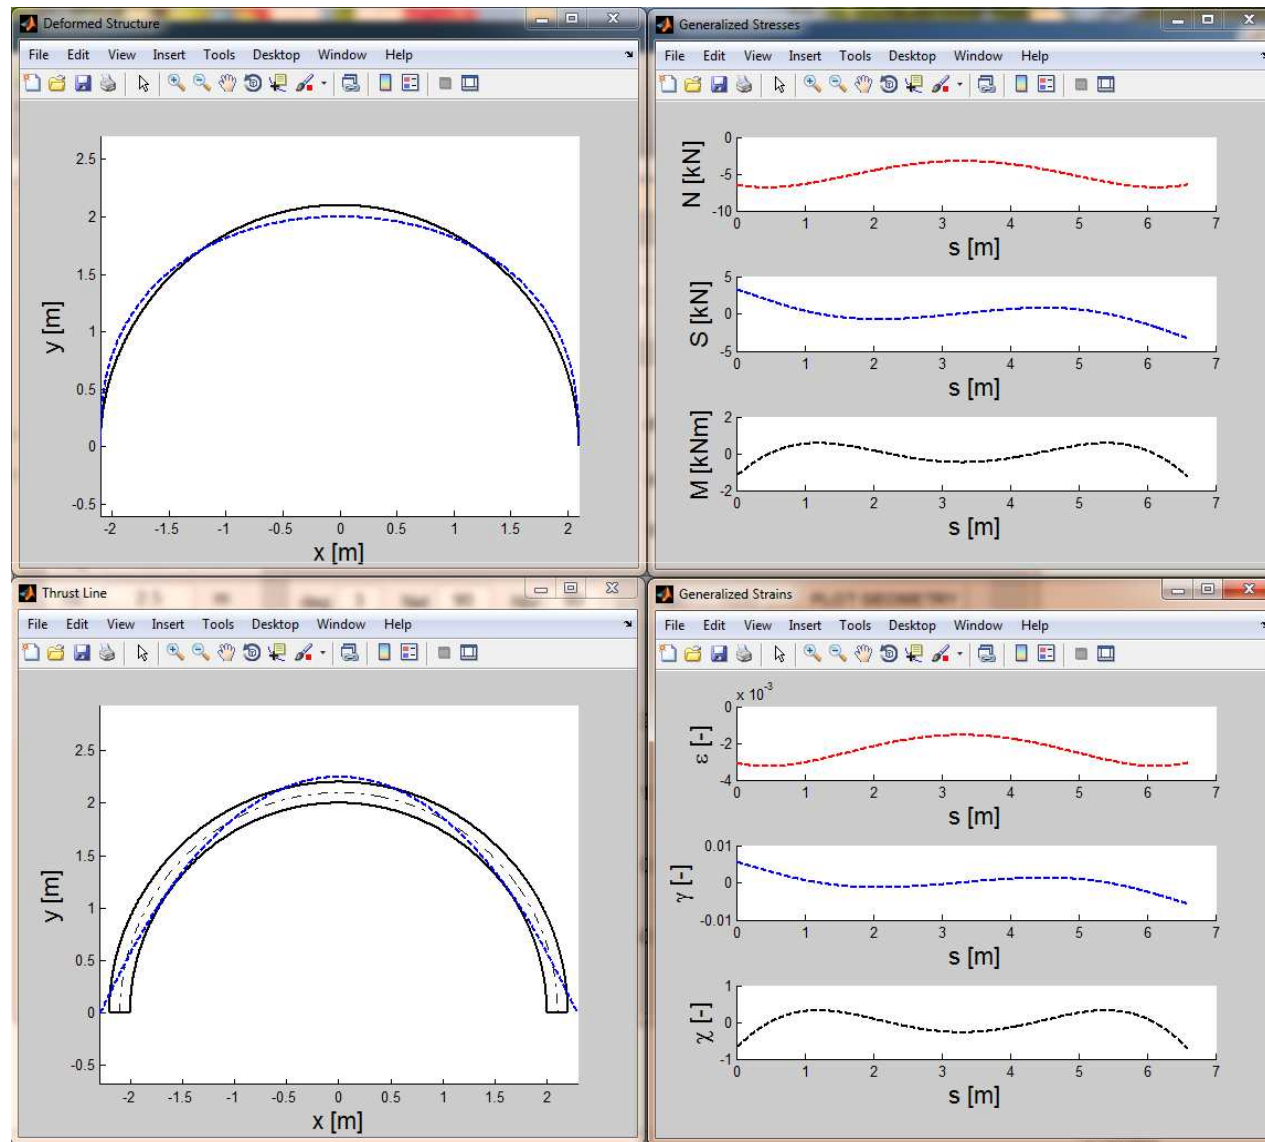 Deformed Structure
File Edit View Insert Tools Desktop Window Help
2.5
2
1.5
1
0.5
0
-0.5
y [m]
-2 -1.5 -1 -0.5 0 0.5 1 1.5 2
x [m]
Generalized Stresses
File Edit View Insert Tools Desktop Window Help
0
-5
-10
N [kN]
0 1 2 3 4 5 6 7
s [m]
5
0
-5
S [kN]
0 1 2 3 4 5 6 7
s [m]
2
0
-2
M [kNm]
0 1 2 3 4 5 6 7
s [m]
Thrust Line
2.5 m
90
File Edit View Insert Tools Desktop Window Help
2.5
2
1.5
1
0.5
0
-0.5
y [m]
-2 -1.5 -1 -0.5 0 0.5 1 1.5 2
x [m]
Generalized Strains
PLOT GEOMETRY
File Edit View Insert Tools Desktop Window Help
x 10^-3
0
-2
-4
ε [-]
0 1 2 3 4 5 6 7
s [m]
0.01
0
-0.01
γ [-]
0 1 2 3 4 5 6 7
s [m]
1
0
-1
χ [-]
0 1 2 3 4 5 6 7
s [m]